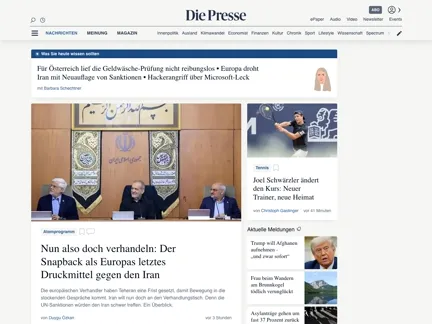 Die Presse
ABO
ePaper Audio Video Newsletter Events
NACHRICHTEN MEINUNG MAGAZIN
Innenpolitik Ausland Klimawandel Economist Finanzen Kultur Chronik Sport Lifestyle Wissenschaft Spectrum
Was Sie heute wissen sollten
Für Österreich lief die Geldwäsche-Prüfung nicht reibungslos • Europa droht
Iran mit Neuauflage von Sanktionen • Hackerangriff über Microsoft-Leck
mit Barbara Schechtner
Atomprogramm
Nun also doch verhandeln: Der
Snapback als Europas letztes
Druckmittel gegen den Iran
Die europäischen Verhandler haben Teheran eine Frist gesetzt, damit Bewegung in die
stockenden Gespräche kommt. Iran will nun doch an den Verhandlungstisch. Denn die
UN-Sanktionen würden den Iran schwer treffen. Ein Überblick.
von Duygu Özkan
vor 3 Stunden
Tennis
Joel Schwärzler ändert
den Kurs: Neuer
Trainer, neue Heimat
von Christoph Gastinger vor 41 Minuten
Aktuelle Meldungen
Trump will Afghanen
aufnehmen -
„und zwar sofort“
Frau beim Wandern
am Bronnkogel
tödlich verunglückt
Asylanträge gehen um
fast 37 Prozent zurück